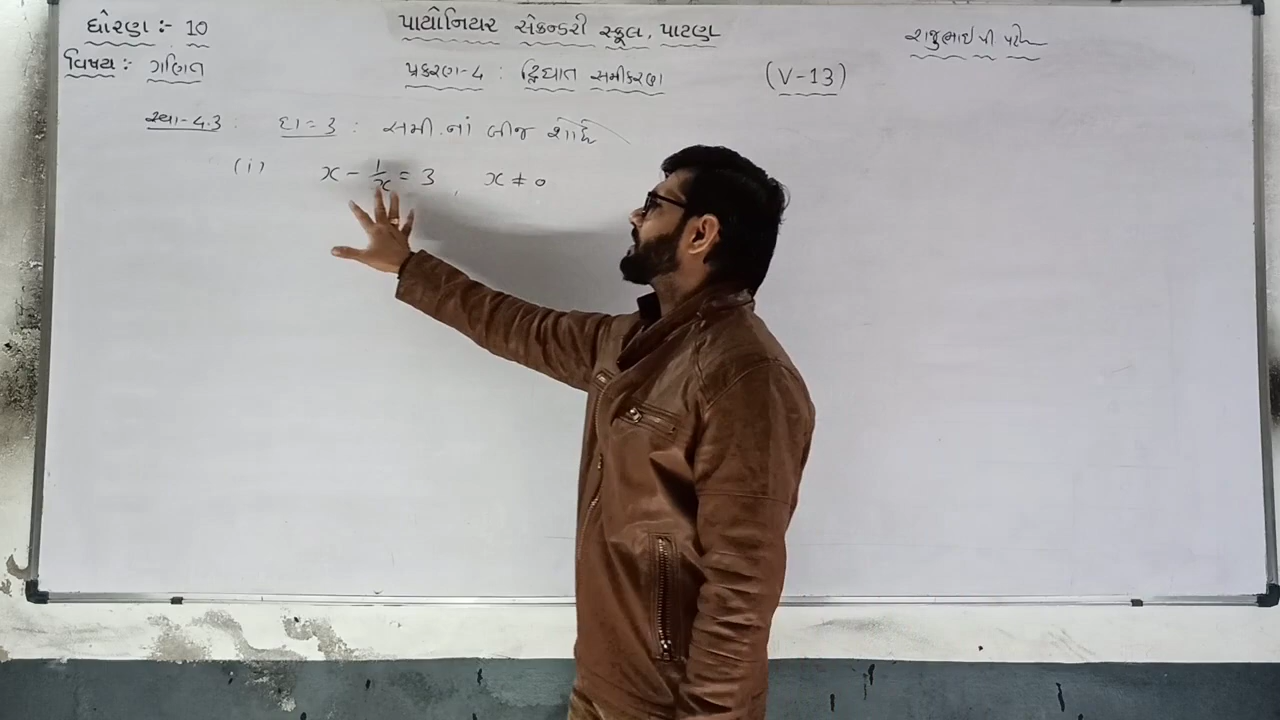 ધોરણ :- 10
પાયોનિયર સેકન્ડરી સ્કૂલ, પાટણ
રાજુભાઇ પી પટેલ
વિષય : ગણિત
પ્રકરણ-4 : દ્વિઘાત સમીકરણ
(V-13)
સ્વા-4.3 : દા = 3 : સમી.નાં બીજ શોધો
(i) x - 1/x = 3, x ≠ 0